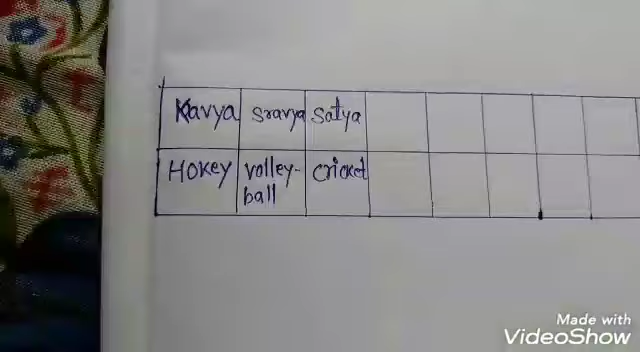 Kavya sravya satya
Hokey volley- cricket
ball
Made with
VideoShow